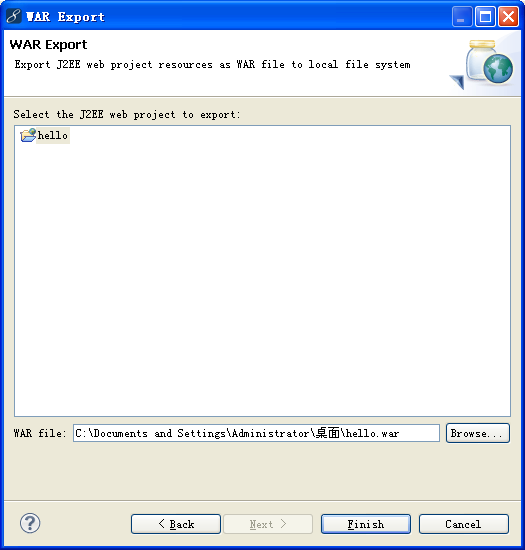 WAR Export
WAR Export
Export J2EE web project resources as WAR file to local file system
Select the J2EE web project to export:
hello
WAR file: C:\Documents and Settings\Administrator\桌面\hello.war Browse...
? < Back Next > Finish Cancel